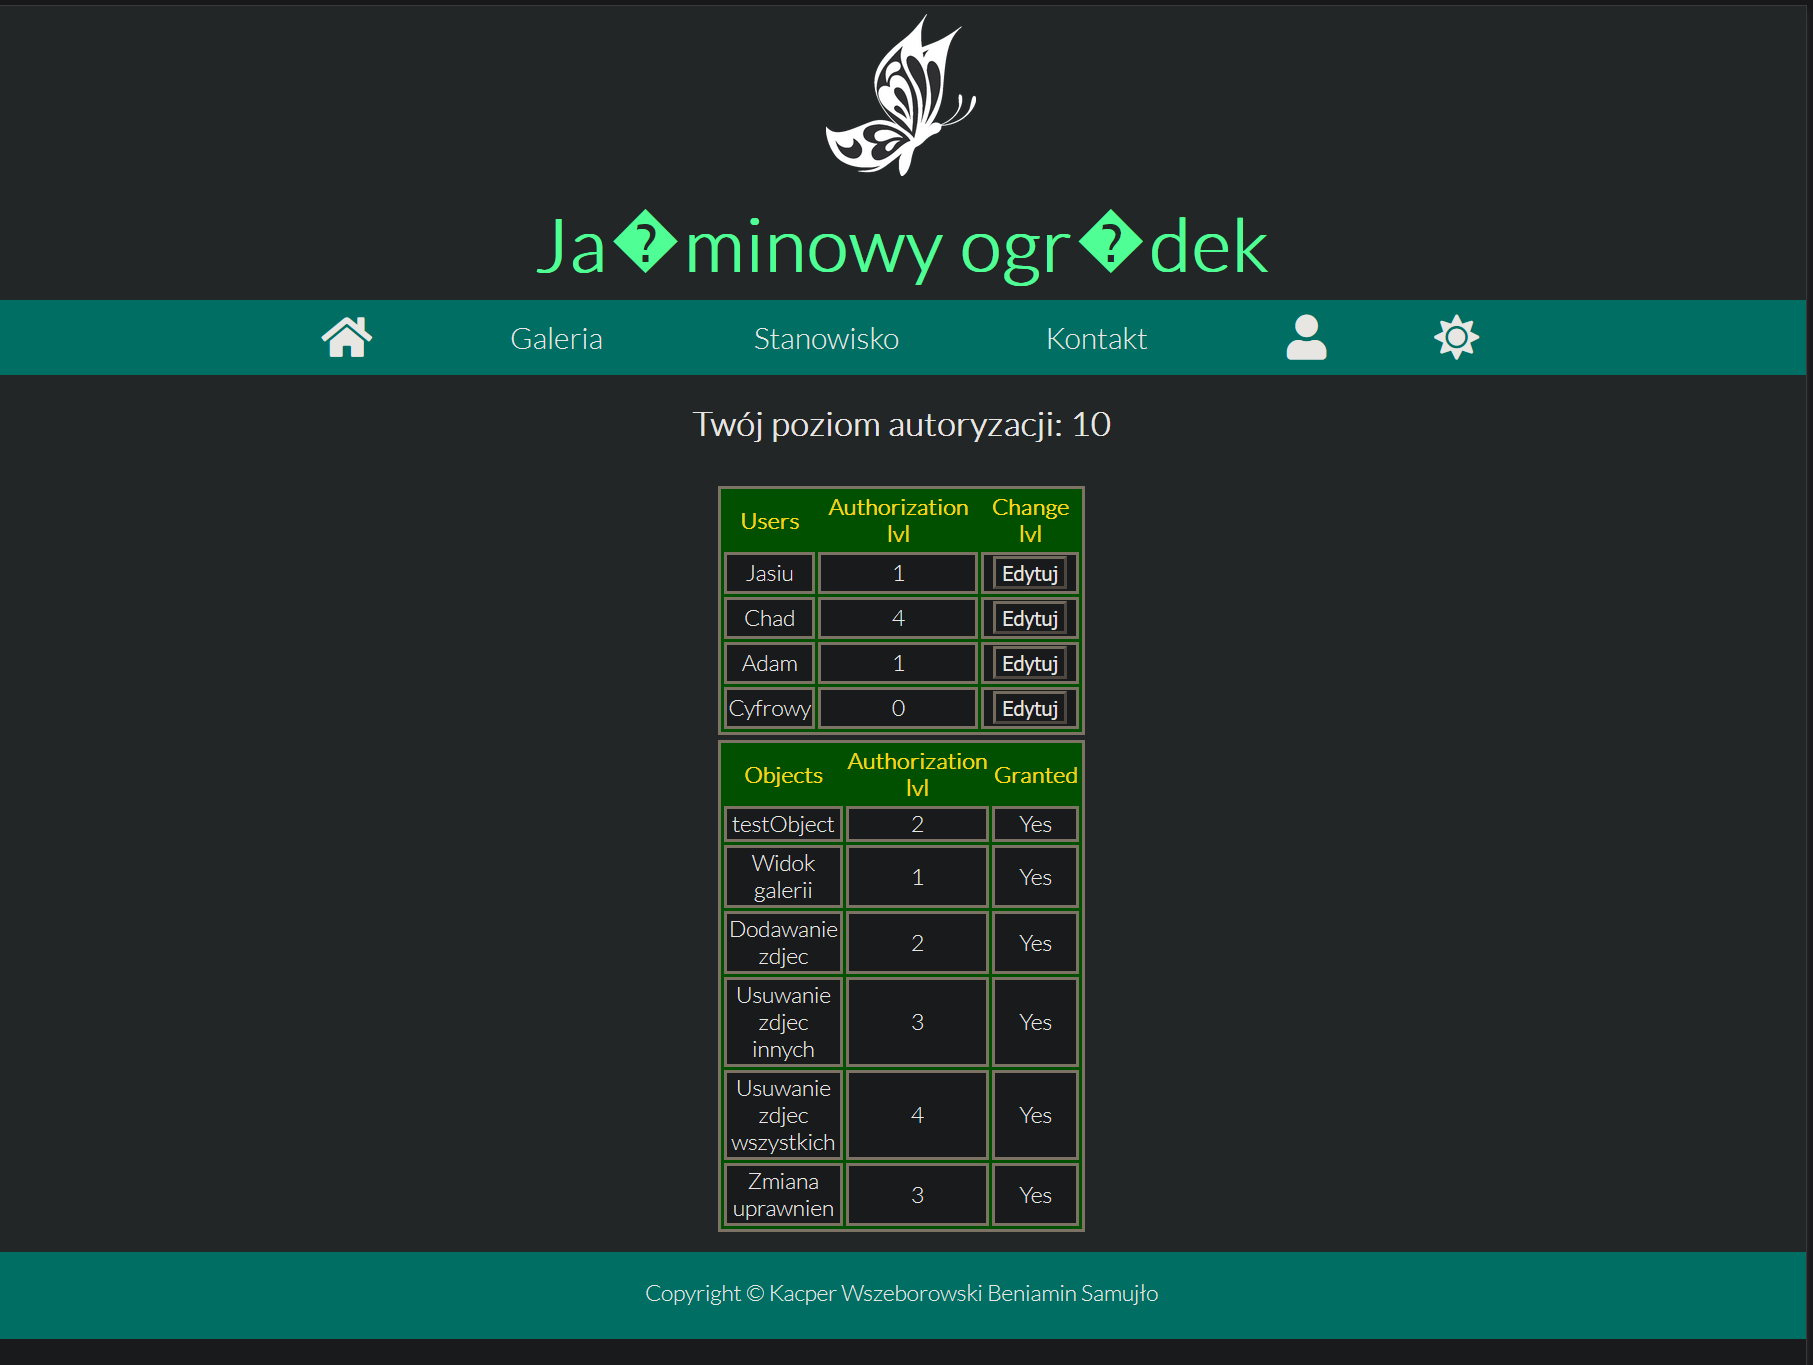 Ja�minowy ogr�dek
Galeria Stanowisko Kontakt
Twój poziom autoryzacji: 10
Users Authorization lvl Change lvl
Jasiu 1 Edytuj
Chad 4 Edytuj
Adam 1 Edytuj
Cyfrowy 0 Edytuj
Objects Authorization lvl Granted
testObject 2 Yes
Widok galerii 1 Yes
Dodawanie zdjec 2 Yes
Usuwanie zdjec innych 3 Yes
Usuwanie zdjec wszystkich 4 Yes
Zmiana uprawnien 3 Yes
Copyright © Kacper Wszeborowski Beniamin Samujło